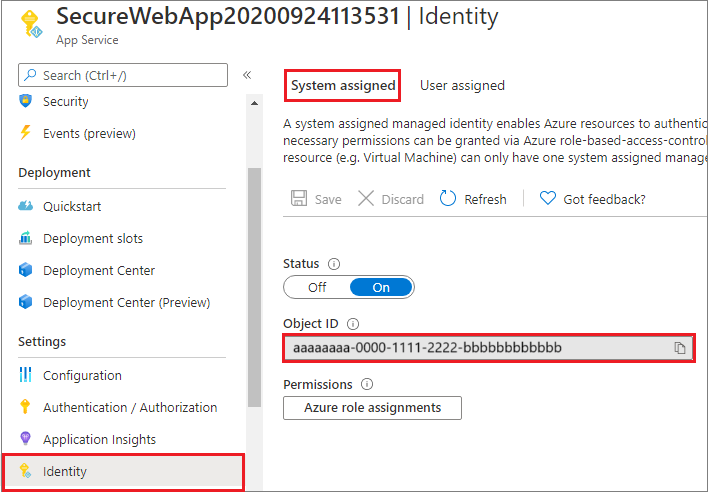 SecureWebApp20200924113531 | Identity
App Service
Search (Ctrl+/)
«
Security
Events (preview)
Deployment
Quickstart
Deployment slots
Deployment Center
Deployment Center (Preview)
Settings
Configuration
Authentication / Authorization
Application Insights
Identity
System assigned User assigned
A system assigned managed identity enables Azure resources to authentic
necessary permissions can be granted via Azure role-based-access-control
resource (e.g. Virtual Machine) can only have one system assigned manage
Save Discard Refresh Got feedback?
Status
Off On
Object ID
aaaaaaaa-0000-1111-2222-bbbbbbbbbbbb
Permissions
Azure role assignments